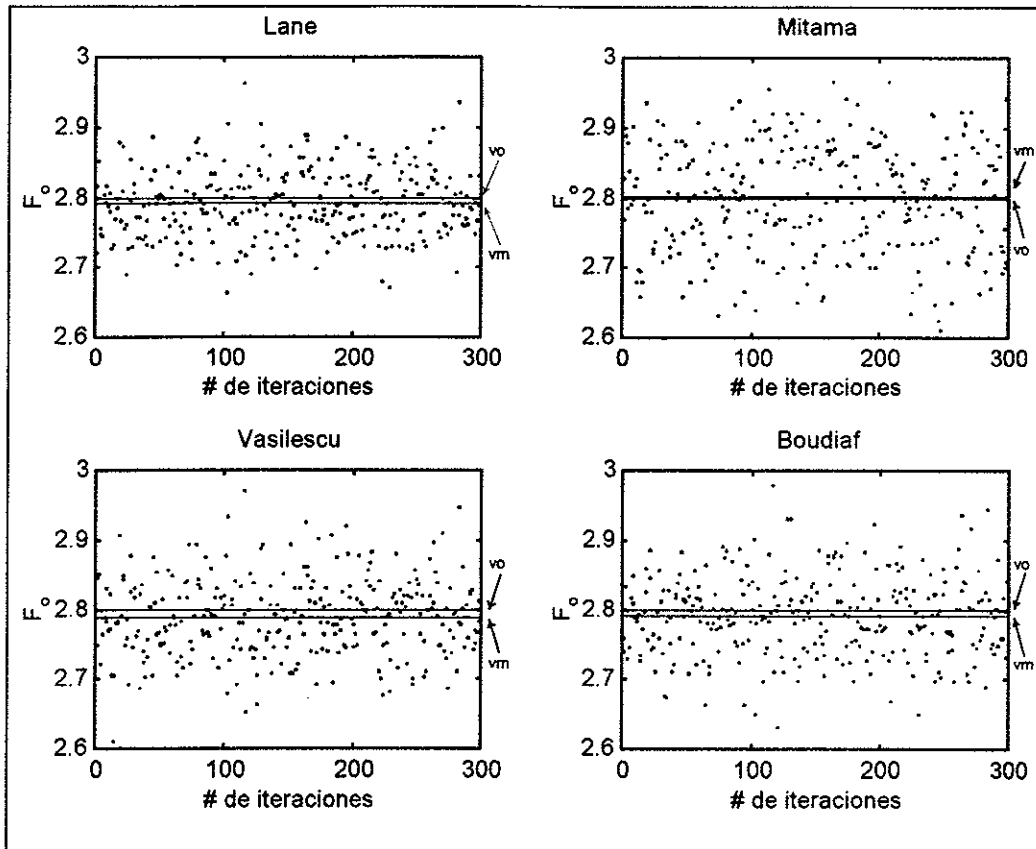 Lane
3
2.9
2.8
2.7
2.6
F°
vo
vm
0
100
200
300
# de iteraciones
Mitama
3
2.9
2.8
2.7
2.6
F°
vm
vo
0
100
200
300
# de iteraciones
Vasilescu
3
2.9
2.8
2.7
2.6
F°
vo
vm
0
100
200
300
# de iteraciones
Boudiaf
3
2.9
2.8
2.7
2.6
F°
vo
vm
0
100
200
300
# de iteraciones